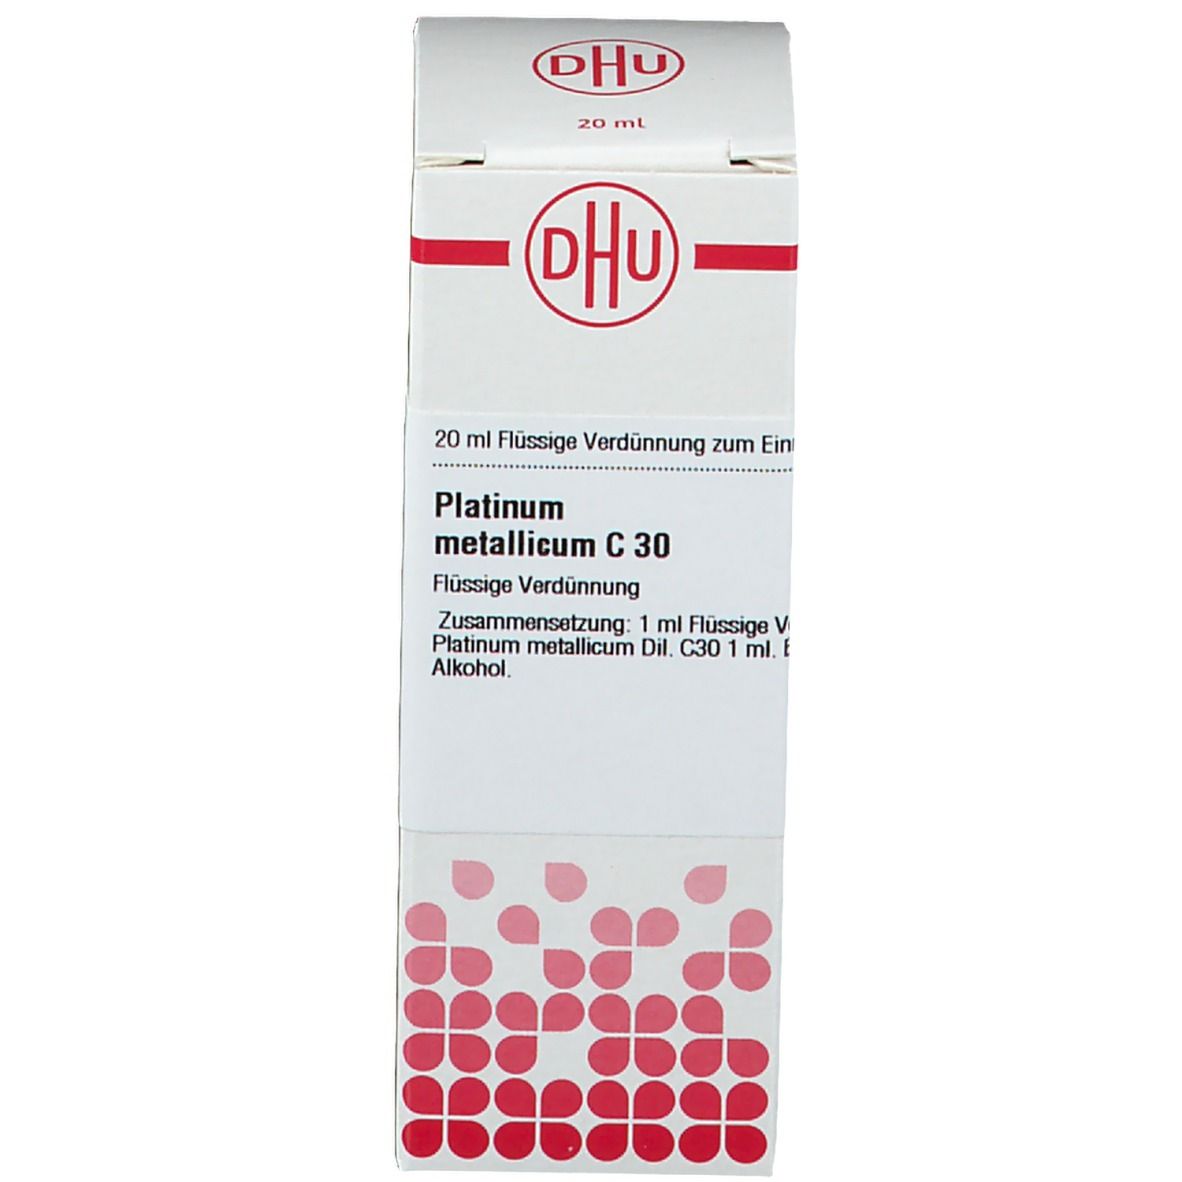 DHU
20 ml
DHU
20 ml Flüssige Verdünnung zum
Platinum
metallicum C 30
Flüssige Verdünnung
Zusammensetzung: 1 ml Flüssige
Platinum metallicum Dil. C30 1 ml.
Alkohol.